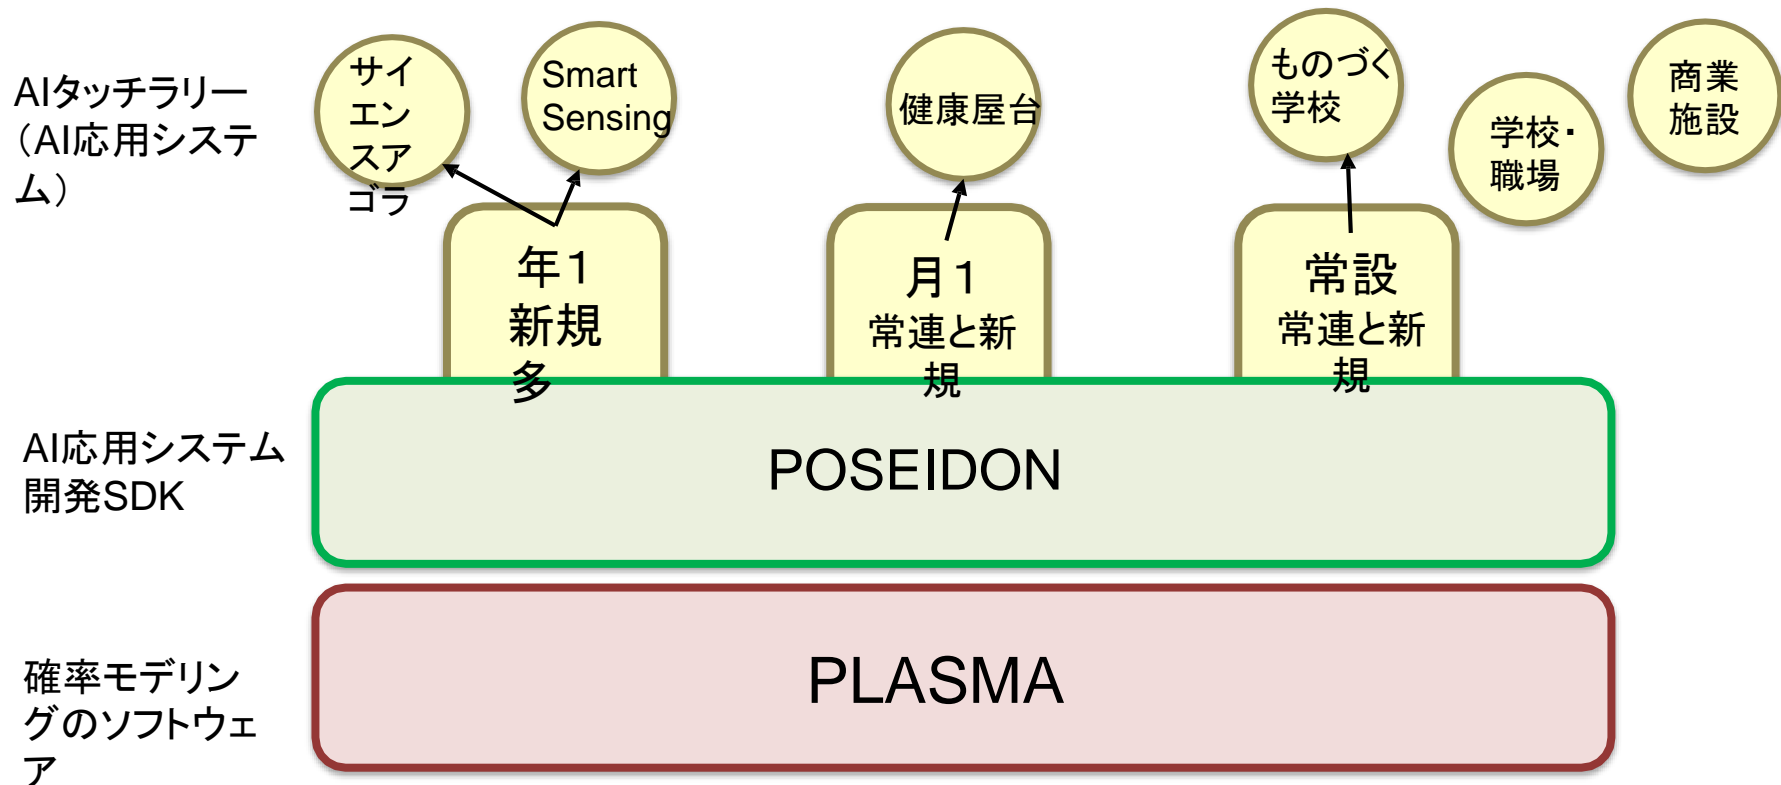 AIタッチラリー
（AI応用システ
ム）
サイ
エン
スア
ゴラ
Smart
Sensing
健康屋台
ものづく
学校
学校・
職場
商業
施設
年１
新規
多
月１
常連と新
規
常設
常連と新
規
AI応用システム
開発SDK
POSEIDON
確率モデリン
グのソフトウェ
ア
PLASMA